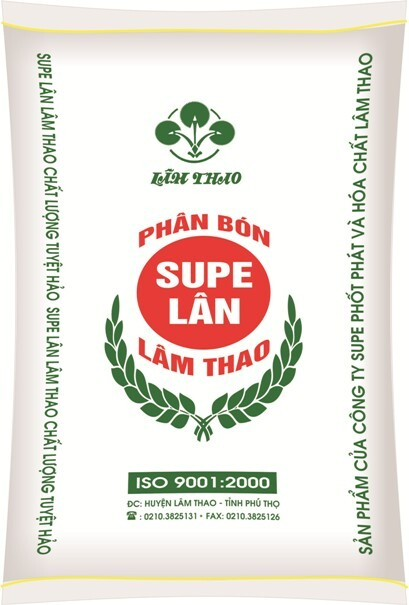 LÂM THAO
PHÂN BÓN
SUPE
LÂN
LÂM THAO
ISO 9001:2000
ĐC: HUYỆN LÂM THAO - TỈNH PHÚ THỌ
☎ : 0210.3825131 • FAX: 0210.3825126
SUPE LÂN LÂM THAO CHẤT LƯỢNG TUYỆT HẢO SUPE LÂN LÂM THAO CHẤT LƯỢNG TUYỆT HẢO
SẢN PHẨM CỦA CÔNG TY SUPE PHỐT PHÁT VÀ HÓA CHẤT LÂM THAO